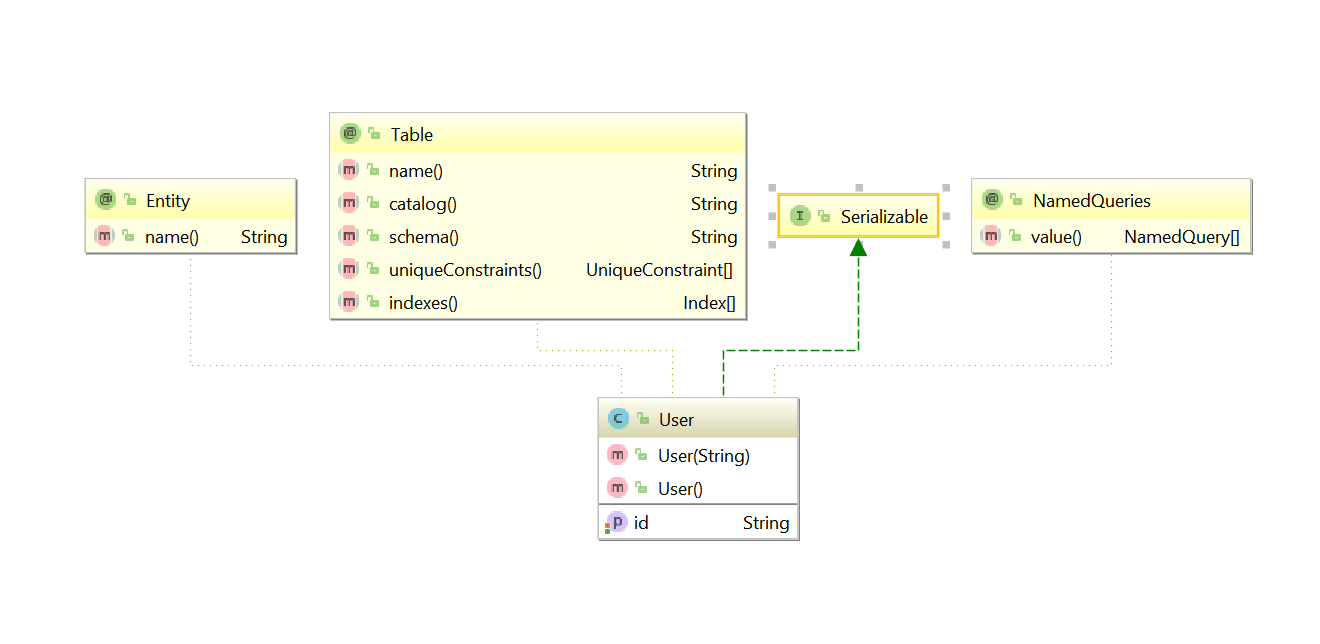 @ Entity
m name() String
@ Table
m name() String
m catalog() String
m schema() String
m uniqueConstraints() UniqueConstraint[]
m indexes() Index[]
I Serializable
@ NamedQueries
m value() NamedQuery[]
C User
m User(String)
m User()
p id String